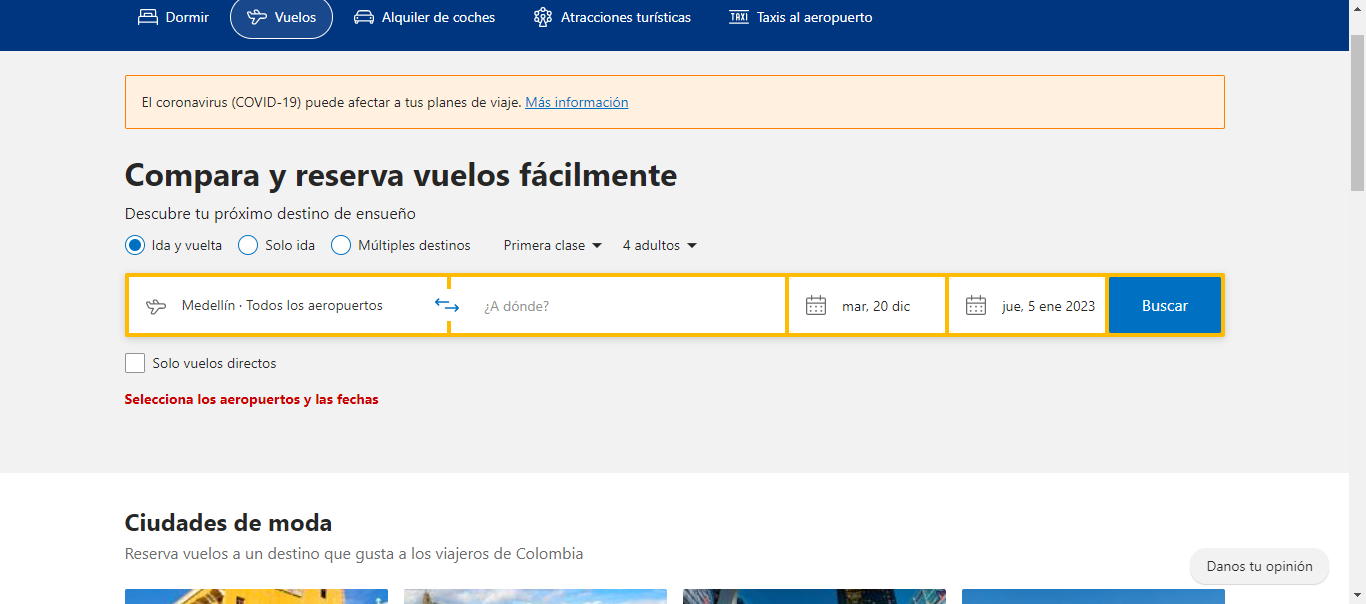 Dormir Vuelos Alquiler de coches Atracciones turísticas TAXI Taxis al aeropuerto
El coronavirus (COVID-19) puede afectar a tus planes de viaje. Más información
Compara y reserva vuelos fácilmente
Descubre tu próximo destino de ensueño
Ida y vuelta Solo ida Múltiples destinos Primera clase 4 adultos
Medellín · Todos los aeropuertos ¿A dónde? mar, 20 dic jue, 5 ene 2023 Buscar
Solo vuelos directos
Selecciona los aeropuertos y las fechas
Ciudades de moda
Reserva vuelos a un destino que gusta a los viajeros de Colombia
Danos tu opinión